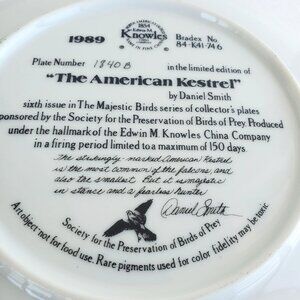 1989
Edwin M.
Knowles
Bradex No.
84-K41-74.6
Plate Number 1840B in the limited edition of
"The American Kestrel"
by Daniel Smith
sixth issue in The Majestic Birds series of collector's plates
sponsored by the Society for the Preservation of Birds of Prey Produced
under the hallmark of the Edwin M. Knowles China Company
in a firing period limited to a maximum of 150 days.
The strikingly marked American Kestrel
is the most common of the falcons, and
also the smallest. But it is majestic
in stance and a fearless hunter
Daniel Smith
Society for the
Preservation of Birds of Prey
Art object not for food use. Rare pigments used for color fidelity may be toxic